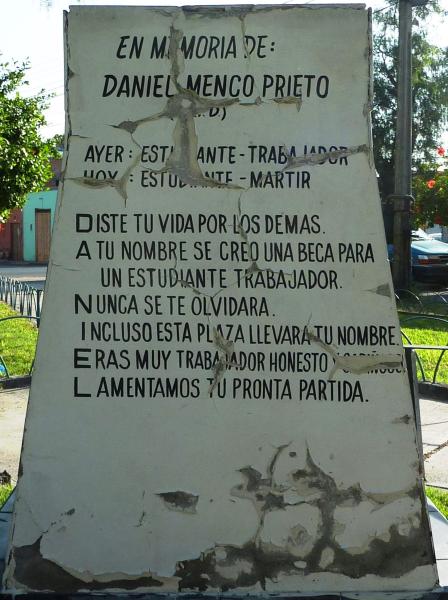 EN MEMORIA DE:
DANIEL MENCO PRIETO
D.)
AYER: ESTUDIANTE-TRABAJADOR
HOY: ESTUDIANTE-MARTIR
DISTE TU VIDA POR LOS DEMAS.
A TU NOMBRE SE CREO UNA BECA PARA
UN ESTUDIANTE TRABAJADOR.
NUNCA SE TE OLVIDARA.
INCLUSO ESTA PLAZA LLEVARA TU NOMBRE.
ERAS MUY TRABAJADOR HONESTO Y CARIÑOSO.
LAMENTAMOS TU PRONTA PARTIDA.